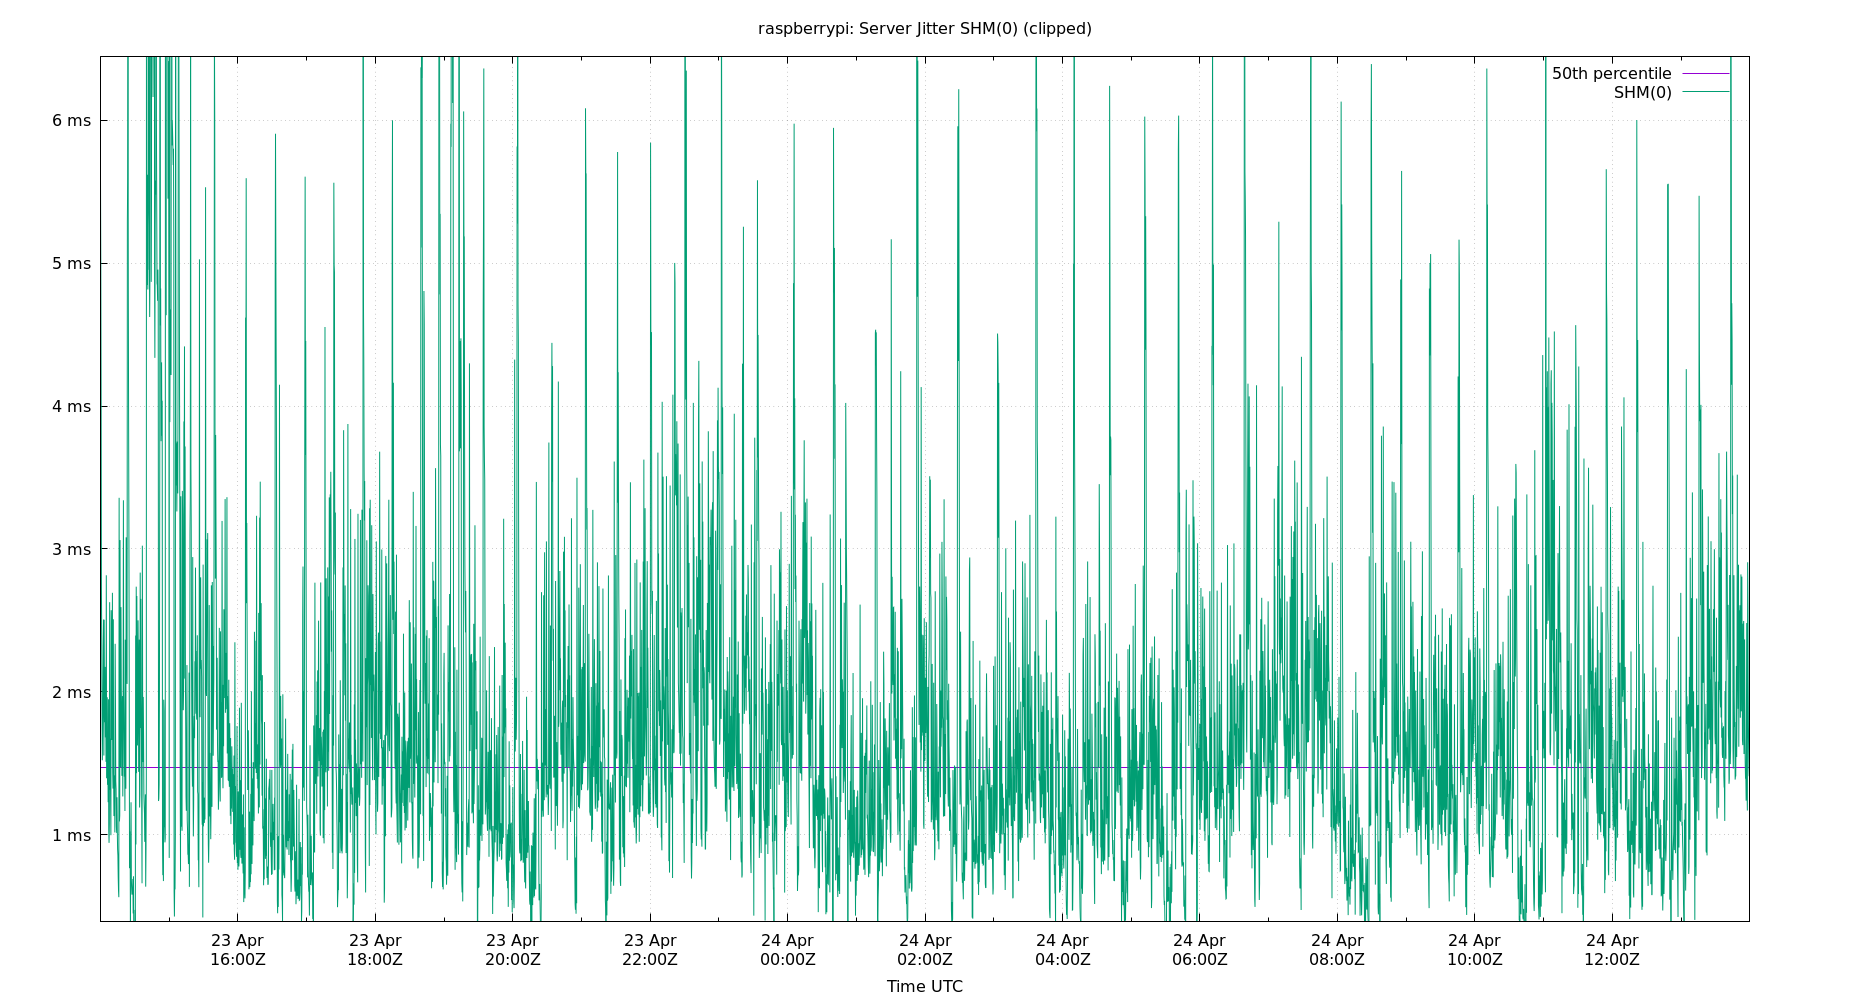 raspberrypi: Server Jitter SHM(0) (clipped)
50th percentile
SHM(0)
6 ms
5 ms
4 ms
3 ms
2 ms
1 ms
23 Apr 23 Apr 23 Apr 23 Apr 24 Apr 24 Apr 24 Apr 24 Apr 24 Apr 24 Apr 24 Apr
16:00Z 18:00Z 20:00Z 22:00Z 00:00Z 02:00Z 04:00Z 06:00Z 08:00Z 10:00Z 12:00Z
Time UTC